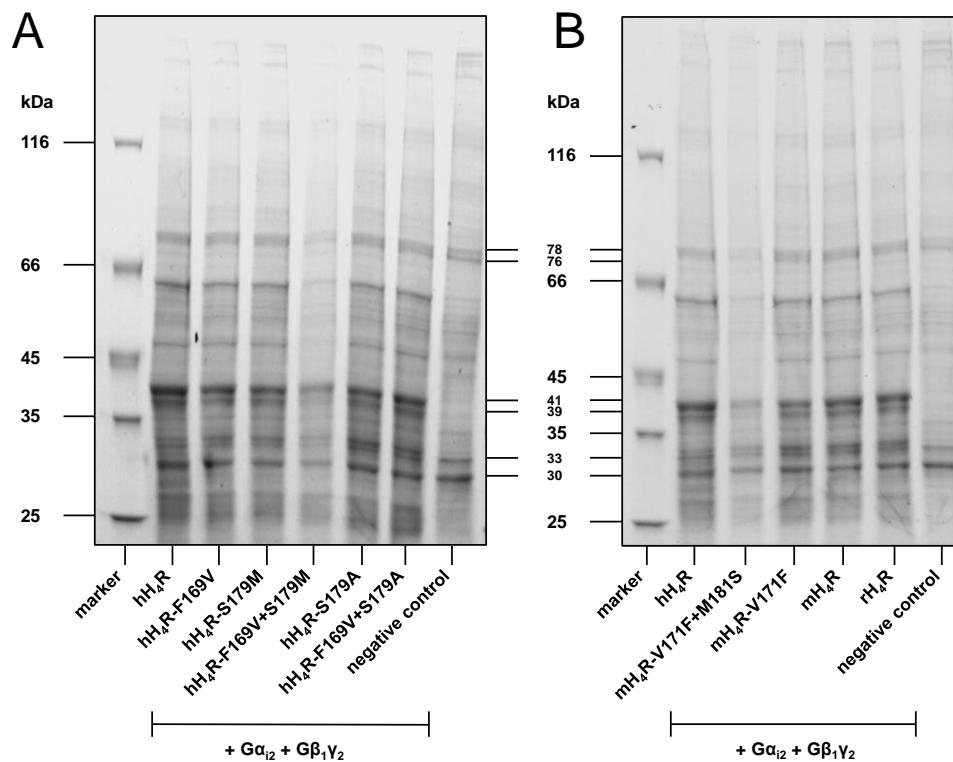 A
kDa
116
66
45
35
25
marker
hH₄R
hH₄R-F169V
hH₄R-S179M
hH₄R-F169V+S179M
hH₄R-S179A
hH₄R-F169V+S179A
negative control
+ Gαᵢ₂ + Gβ₁γ₂
78
76
41
39
33
30
B
kDa
116
66
45
35
25
marker
hH₄R
mH₄R-V171F+M181S
mH₄R-V171F
mH₄R
rH₄R
negative control
+ Gαᵢ₂ + Gβ₁γ₂